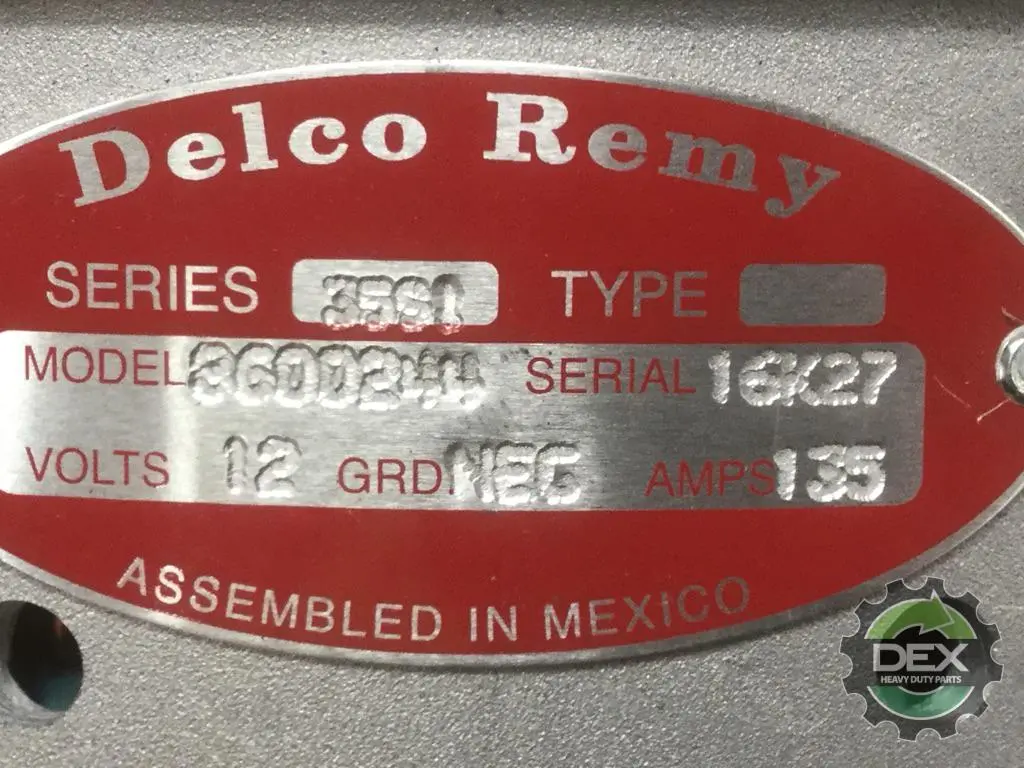 Delco Remy
SERIES 35SI TYPE
MODEL 8600244 SERIAL 16K27
VOLTS 12 GRD NEG AMPS 135
ASSEMBLED IN MEXICO
DEX
HEAVY DUTY PARTS